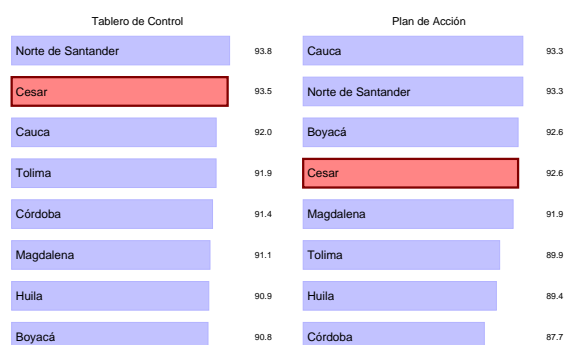 Tablero de Control
Norte de Santander 93.8
Cesar 93.5
Cauca 92.0
Tolima 91.9
Córdoba 91.4
Magdalena 91.1
Huila 90.9
Boyacá 90.8
Plan de Acción
Cauca 93.3
Norte de Santander 93.3
Boyacá 92.6
Cesar 92.6
Magdalena 91.9
Tolima 89.9
Huila 89.4
Córdoba 87.7